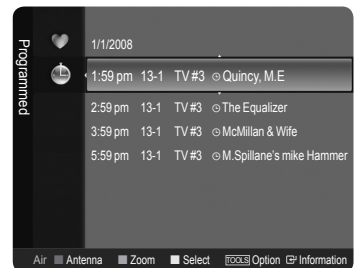 Programmed
1/1/2008
1:59 pm 13-1 TV #3 Quincy, M.E
2:59 pm 13-1 TV #3 The Equalizer
3:59 pm 13-1 TV #3 McMillan & Wife
5:59 pm 13-1 TV #3 M.Spillane's mike Hammer
Air Antenna Zoom Select TOOLS Option Information